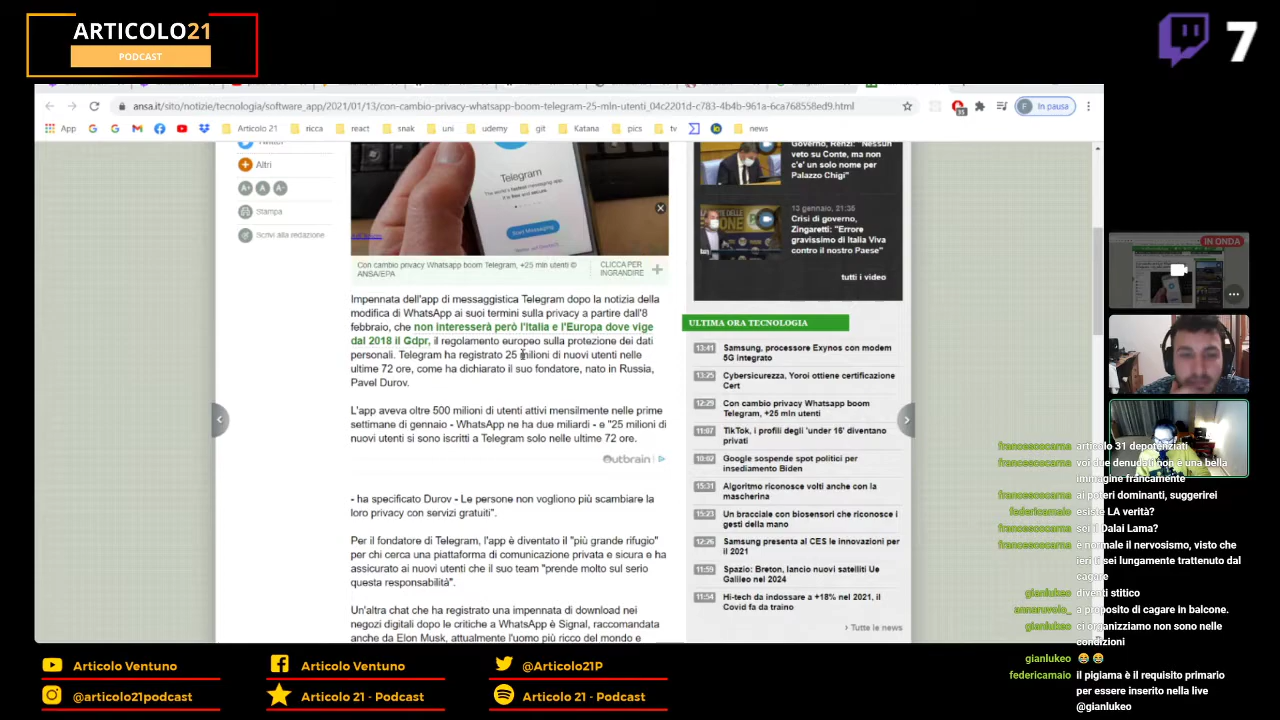 ARTICOLO21
PODCAST
7
ansa.it/sito/notizie/tecnologia/software_app/2021/01/13/con-cambio-privacy-whatsapp-boom-telegram-25-mln-utenti_04c2201d-c783-4b4b-961a-6ca768558ed9.html
35
F In pausa
App
Articolo 21
ricca
react
snak
uni
udemy
git
Katana
pics
tv
news
Altri
A+ A A-
Stampa
Scrivi alla redazione
Telegram
Start Messaging
Con cambio privacy Whatsapp boom Telegram, +25 mln utenti ©
ANSA/EPA
CLICCA PER
INGRANDIRE
Impennata dell'app di messaggistica Telegram dopo la notizia della
modifica di WhatsApp ai suoi termini sulla privacy a partire dall'8
febbraio, che non interesserà però l'Italia e l'Europa dove vige
dal 2018 il Gdpr, il regolamento europeo sulla protezione dei dati
personali. Telegram ha registrato 25 milioni di nuovi utenti nelle
ultime 72 ore, come ha dichiarato il suo fondatore, nato in Russia,
Pavel Durov.
L'app aveva oltre 500 milioni di utenti attivi mensilmente nelle prime
settimane di gennaio - WhatsApp ne ha due miliardi - e "25 milioni di
nuovi utenti si sono iscritti a Telegram solo nelle ultime 72 ore.
Outbrain
- ha specificato Durov - Le persone non vogliono più scambiare la
loro privacy con servizi gratuiti".
Per il fondatore di Telegram, l'app è diventato il "più grande rifugio"
per chi cerca una piattaforma di comunicazione privata e sicura e ha
assicurato ai nuovi utenti che il suo team "prende molto sul serio
questa responsabilità".
Un'altra chat che ha registrato una impennata di download nei
negozi digitali dopo le critiche a WhatsApp è Signal, raccomandata
anche da Elon Musk, attualmente l'uomo più ricco del mondo e
Governo, Renzi: "Nessun
veto su Conte, ma non
c'e' un solo nome per
Palazzo Chigi"
13 gennaio, 21:35
Crisi di governo,
Zingaretti: "Errore
gravissimo di Italia Viva
contro il nostro Paese"
tutti i video
ULTIMA ORA TECNOLOGIA
13:41 Samsung, processore Exynos con modem
5G integrato
13:25 Cybersicurezza, Yoroi ottiene certificazione
Cert
12:29 Con cambio privacy Whatsapp boom
Telegram, +25 mln utenti
11:07 TikTok, i profili degli 'under 16' diventano
privati
10:02 Google sospende spot politici per
insediamento Biden
15:31 Algoritmo riconosce volti anche con la
mascherina
15:23 Un bracciale con biosensori che riconosce i
gesti della mano
12:26 Samsung presenta al CES le innovazioni per
il 2021
11:59 Spazio: Breton, lancio nuovi satelliti Ue
Galileo nel 2024
11:54 Hi-tech da indossare a +18% nel 2021, il
Covid fa da traino
› Tutte le news
IN ONDA
francescocarna articolo 31 depotenziati
francescocarna voi due denudati non è una bella
immagine francamente
francescocarna ai poteri dominanti, suggerirei
federicamaio esiste LA verità?
francescocarna sei il Dalai Lama?
francescocarna è normale il nervosismo, visto che
ieri ti sei lungamente trattenuto dal
cagare
gianlukeo diventi stitico
annaruvolo_ a proposito di cagare in balcone.
gianlukeo ci organizziamo non sono nelle
condizioni
gianlukeo 😂 😂
federicamaio il pigiama è il requisito primario
per essere inserito nella live
@gianlukeo
Articolo Ventuno
Articolo Ventuno
@Articolo21P
@articolo21podcast
Articolo 21 - Podcast
Articolo 21 - Podcast